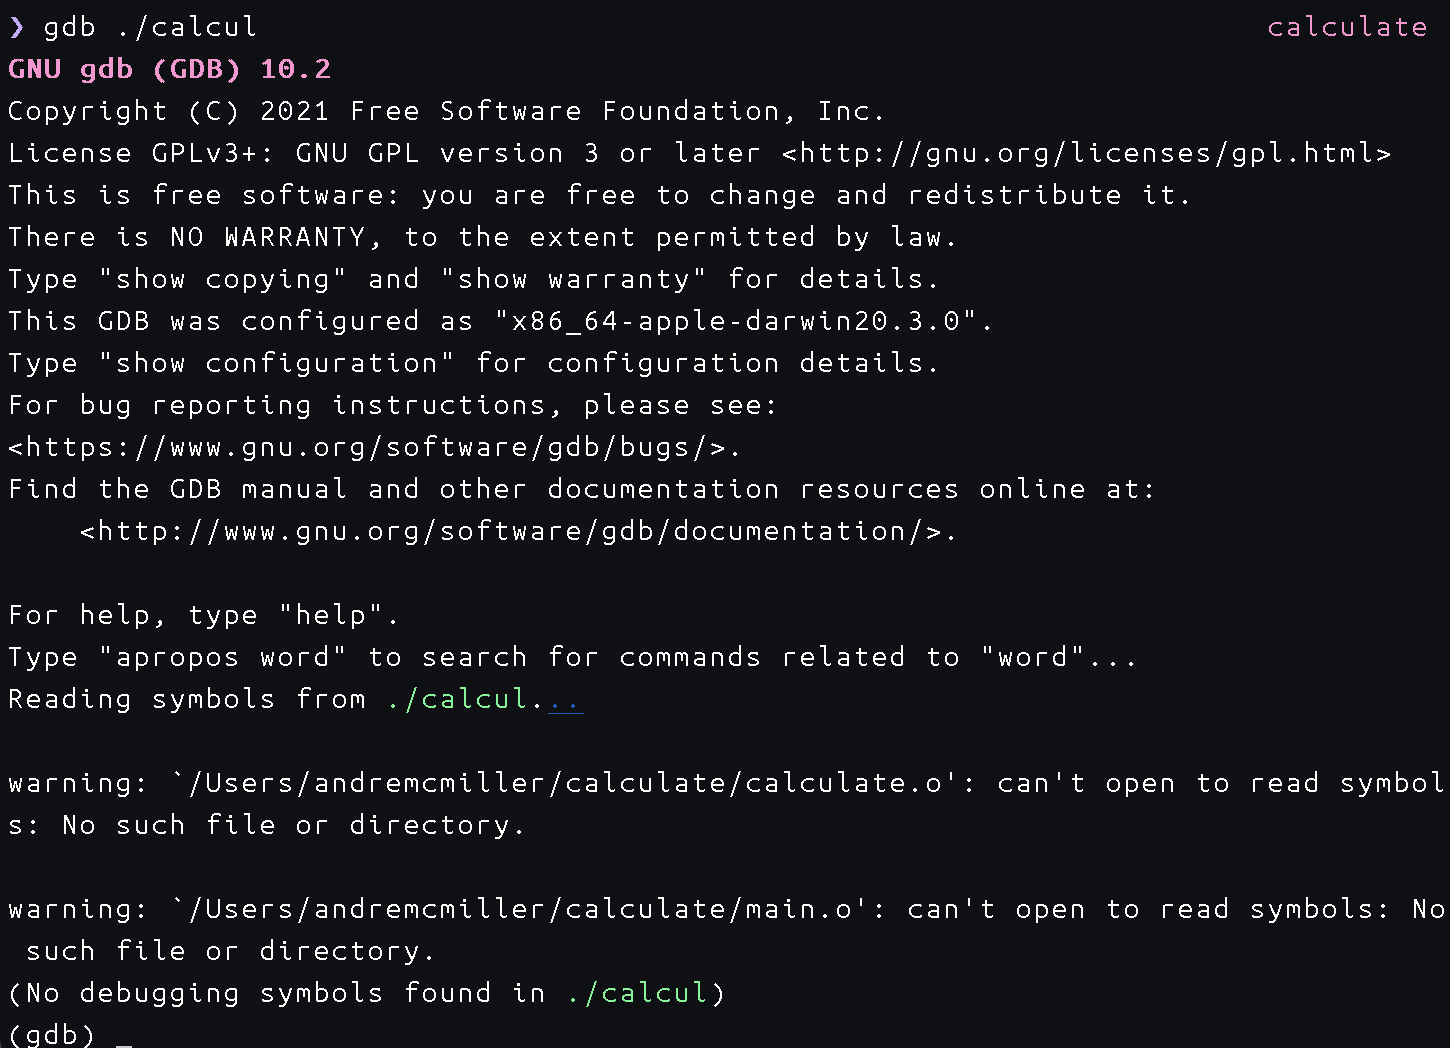 ❯ gdb ./calcul calculate
GNU gdb (GDB) 10.2
Copyright (C) 2021 Free Software Foundation, Inc.
License GPLv3+: GNU GPL version 3 or later <http://gnu.org/licenses/gpl.html>
This is free software: you are free to change and redistribute it.
There is NO WARRANTY, to the extent permitted by law.
Type "show copying" and "show warranty" for details.
This GDB was configured as "x86_64-apple-darwin20.3.0".
Type "show configuration" for configuration details.
For bug reporting instructions, please see:
<https://www.gnu.org/software/gdb/bugs/>.
Find the GDB manual and other documentation resources online at:
    <http://www.gnu.org/software/gdb/documentation/>.

For help, type "help".
Type "apropos word" to search for commands related to "word"...
Reading symbols from ./calcul...

warning: `/Users/andremcmiller/calculate/calculate.o': can't open to read symbol
s: No such file or directory.

warning: `/Users/andremcmiller/calculate/main.o': can't open to read symbols: No
 such file or directory.
(No debugging symbols found in ./calcul)
(gdb) _